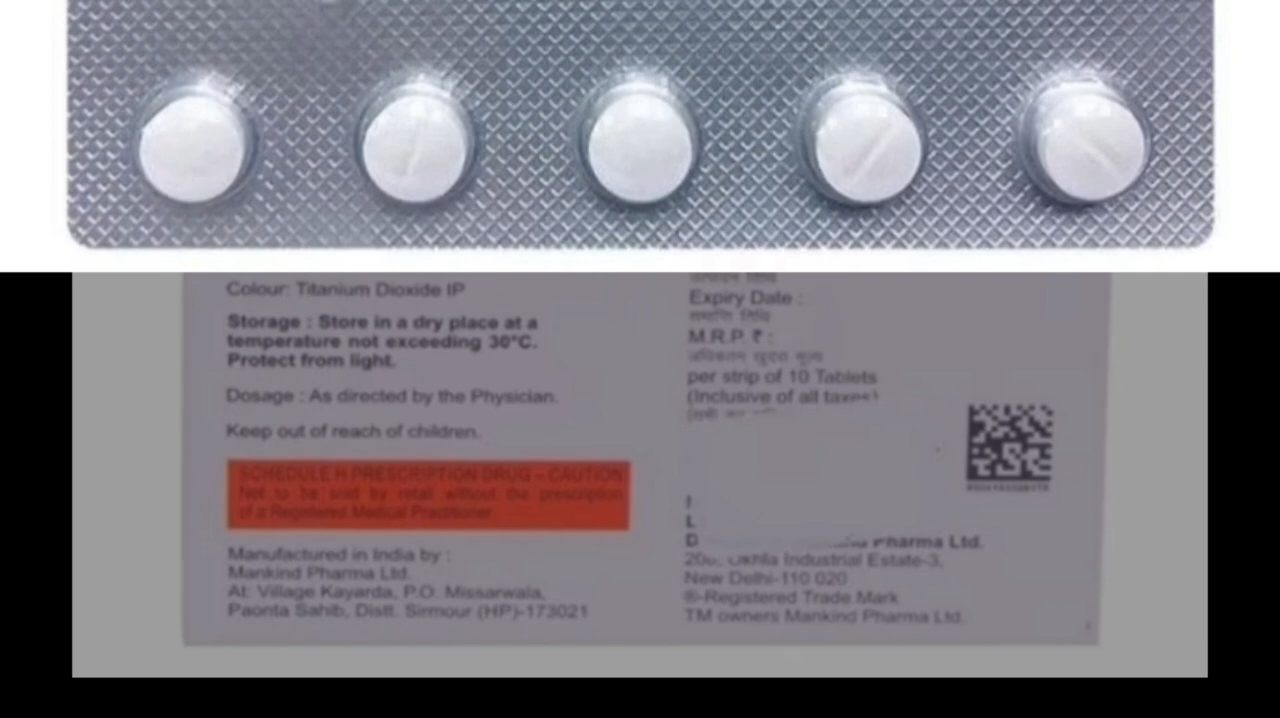 Colour: Titanium Dioxide IP
Storage : Store in a dry place at a
temperature not exceeding 30°C.
Protect from light.
Dosage : As directed by the Physician.
Keep out of reach of children.
SCHEDULE H PRESCRIPTION DRUG – CAUTION
Not to be sold by retail without the prescription
of a Registered Medical Practitioner.
Manufactured in India by :
Mankind Pharma Ltd.
At: Village Kayarda, P.O. Missarwala,
Paonta Sahib, Distt. Sirmour (HP)-173021
Expiry Date :
समाप्ति तिथि
M.R.P. ₹ :
अधिकतम खुदरा मूल्य
per strip of 10 Tablets
(Inclusive of all taxes)
Pharma Ltd.
Okhla Industrial Estate-3,
New Delhi-110 020
®-Registered Trade Mark
TM owners Mankind Pharma Ltd.